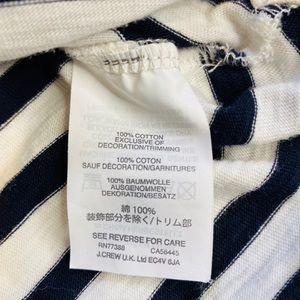 100% COTTON
EXCLUSIVE OF
DECORATION/TRIMMING
100% COTON
SAUF DÉCORATION/GARNITURES
100% BAUMWOLLE
AUSGENOMMEN
DEKORATION/BESATZ
綿 100%
装飾部分を除く/トリム部
SEE REVERSE FOR CARE
RN77388 CA56445
J.CREW U.K. Ltd EC4V 6JA